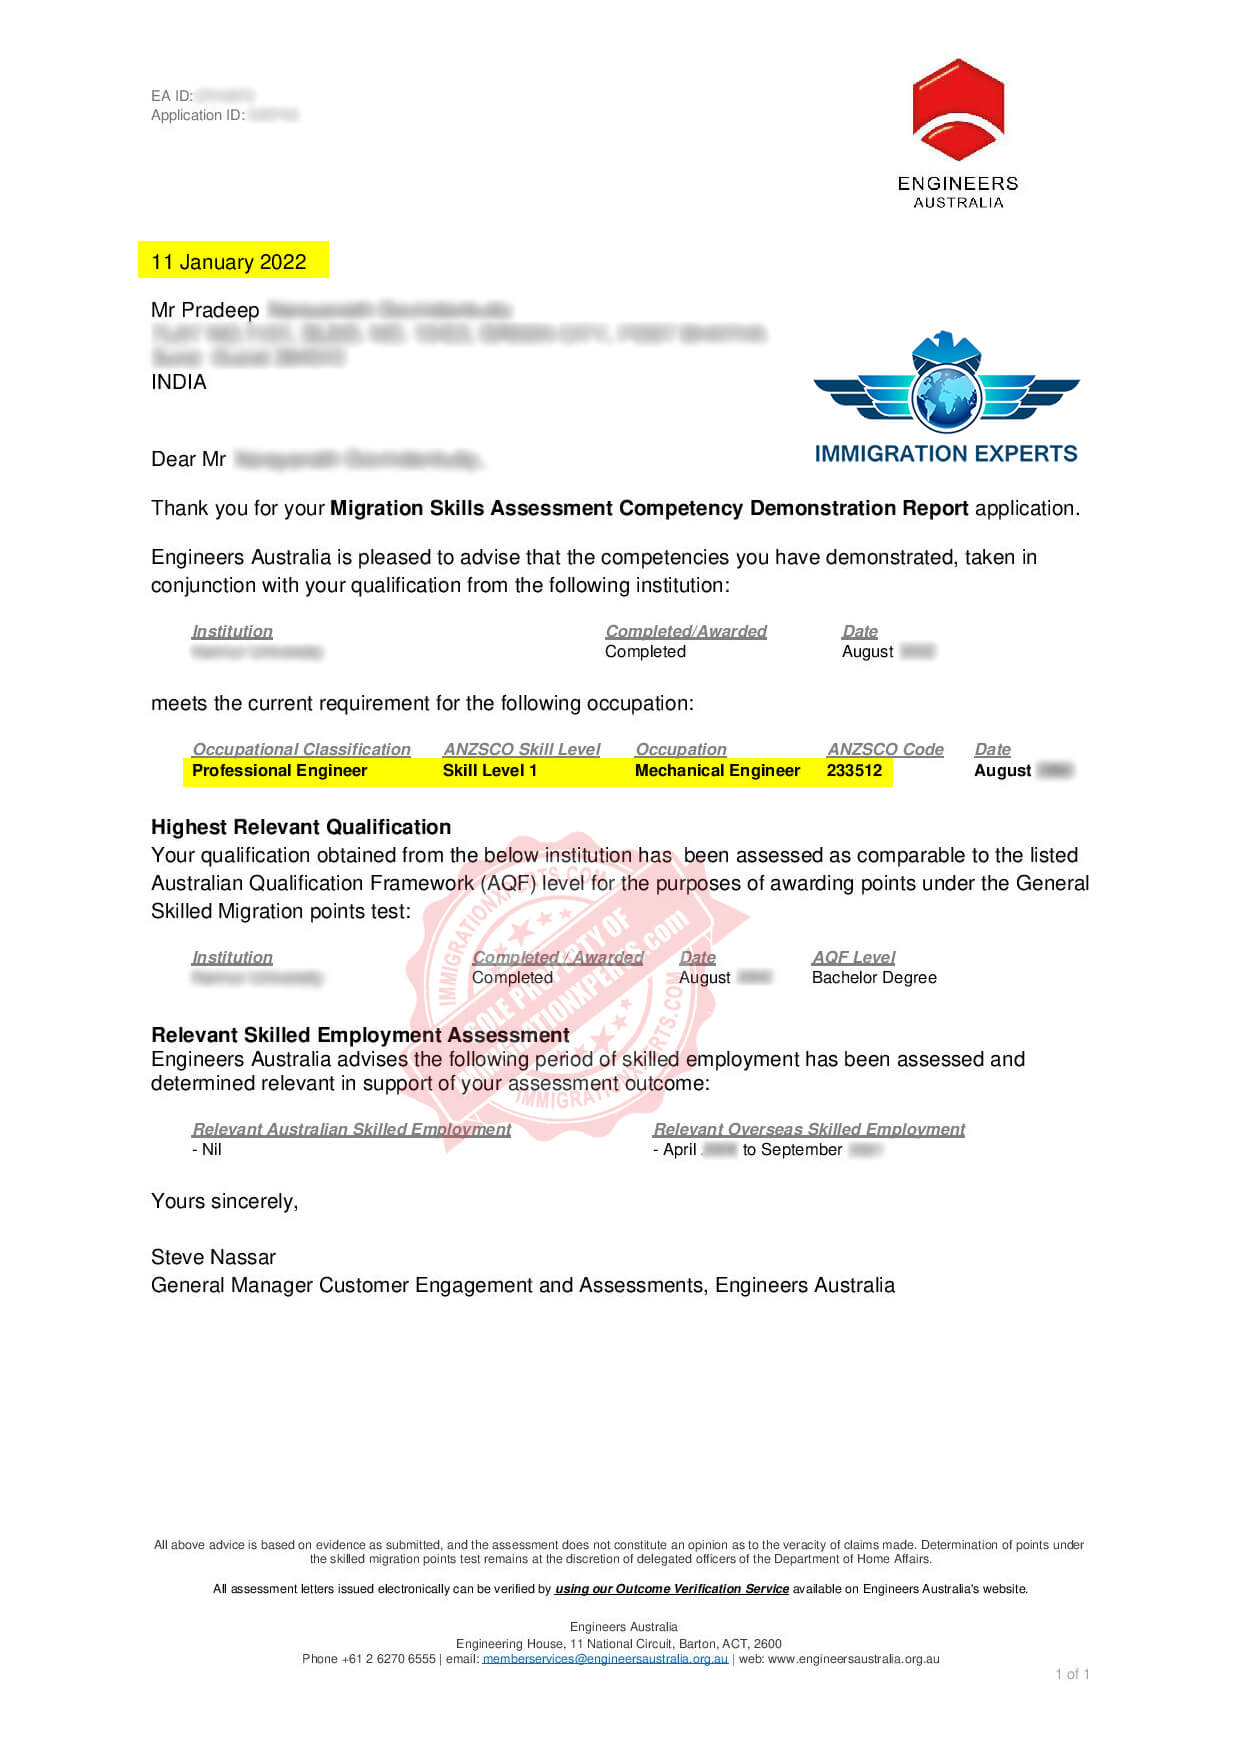 EA ID:
Application ID:
ENGINEERS
AUSTRALIA
11 January 2022
Mr Pradeep
INDIA
IMMIGRATION EXPERTS
Dear Mr
Thank you for your Migration Skills Assessment Competency Demonstration Report application.
Engineers Australia is pleased to advise that the competencies you have demonstrated, taken in
conjunction with your qualification from the following institution:
Institution Completed/Awarded Date
Completed August
meets the current requirement for the following occupation:
Occupational Classification ANZSCO Skill Level Occupation ANZSCO Code Date
Professional Engineer Skill Level 1 Mechanical Engineer 233512 August
Highest Relevant Qualification
Your qualification obtained from the below institution has been assessed as comparable to the listed
Australian Qualification Framework (AQF) level for the purposes of awarding points under the General
Skilled Migration points test:
Institution Completed / Awarded Date AQF Level
Completed August Bachelor Degree
IMMIGRATIONXPERTS.COM
SOLE PROPERTY OF
IMMIGRATIONXPERTS.com
IMMIGRATIONXPERTS.COM
Relevant Skilled Employment Assessment
Engineers Australia advises the following period of skilled employment has been assessed and
determined relevant in support of your assessment outcome:
Relevant Australian Skilled Employment Relevant Overseas Skilled Employment
- Nil - April to September
Yours sincerely,
Steve Nassar
General Manager Customer Engagement and Assessments, Engineers Australia
All above advice is based on evidence as submitted, and the assessment does not constitute an opinion as to the veracity of claims made. Determination of points under
the skilled migration points test remains at the discretion of delegated officers of the Department of Home Affairs.
All assessment letters issued electronically can be verified by using our Outcome Verification Service available on Engineers Australia's website.
Engineers Australia
Engineering House, 11 National Circuit, Barton, ACT, 2600
Phone +61 2 6270 6555 | email: memberservices@engineersaustralia.org.au | web: www.engineersaustralia.org.au
1 of 1